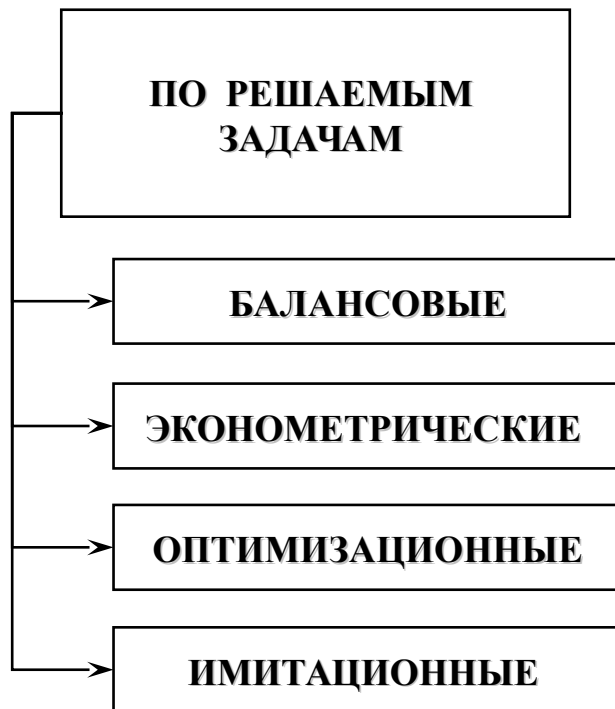 ПО РЕШАЕМЫМ
ЗАДАЧАМ
БАЛАНСОВЫЕ
ЭКОНОМЕТРИЧЕСКИЕ
ОПТИМИЗАЦИОННЫЕ
ИМИТАЦИОННЫЕ